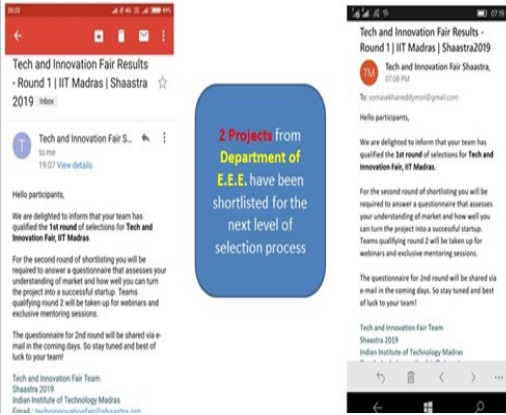 20:23
4G
84%
Tech and Innovation Fair Results
- Round 1 | IIT Madras | Shaastra
2019 Inbox
T
Tech and Innovation Fair S...
to me
19:07 View details
Hello participants,
We are delighted to inform that your team has
qualified the 1st round of selections for Tech and
Innovation Fair, IIT Madras.
For the second round of shortlisting you will be
required to answer a questionnaire that assesses your
understanding of market and how well you can turn
the project into a successful startup. Teams
qualifying round 2 will be taken up for webinars and
exclusive mentoring sessions.
The questionnaire for 2nd round will be shared via e-
mail in the coming days. So stay tuned and best of
luck to your team!
Tech and Innovation Fair Team
Shaastra 2019
Indian Institute of Technology Madras
Email : techninnovationfair@shaastra.org
2 Projects from
Department of
E.E.E. have been
shortlisted for the
next level of
selection process
07:19
Tech and Innovation Fair Results -
Round 1 | IIT Madras | Shaastra2019
TM
Tech and Innovation Fair Shaastra,
07:08 PM
To: somasekharreddymon@gmail.com
Hello participants,
We are delighted to inform that your team has
qualified the 1st round of selections for Tech and
Innovation Fair, IIT Madras.
For the second round of shortlisting you will be
required to answer a questionnaire that assesses
your understanding of market and how well you
can turn the project into a successful startup.
Teams qualifying round 2 will be taken up for
webinars and exclusive mentoring sessions.
The questionnaire for 2nd round will be shared via
e-mail in the coming days. So stay tuned and best
of luck to your team!
Tech and Innovation Fair Team
Shaastra 2019
Indian Institute of Technology Madras